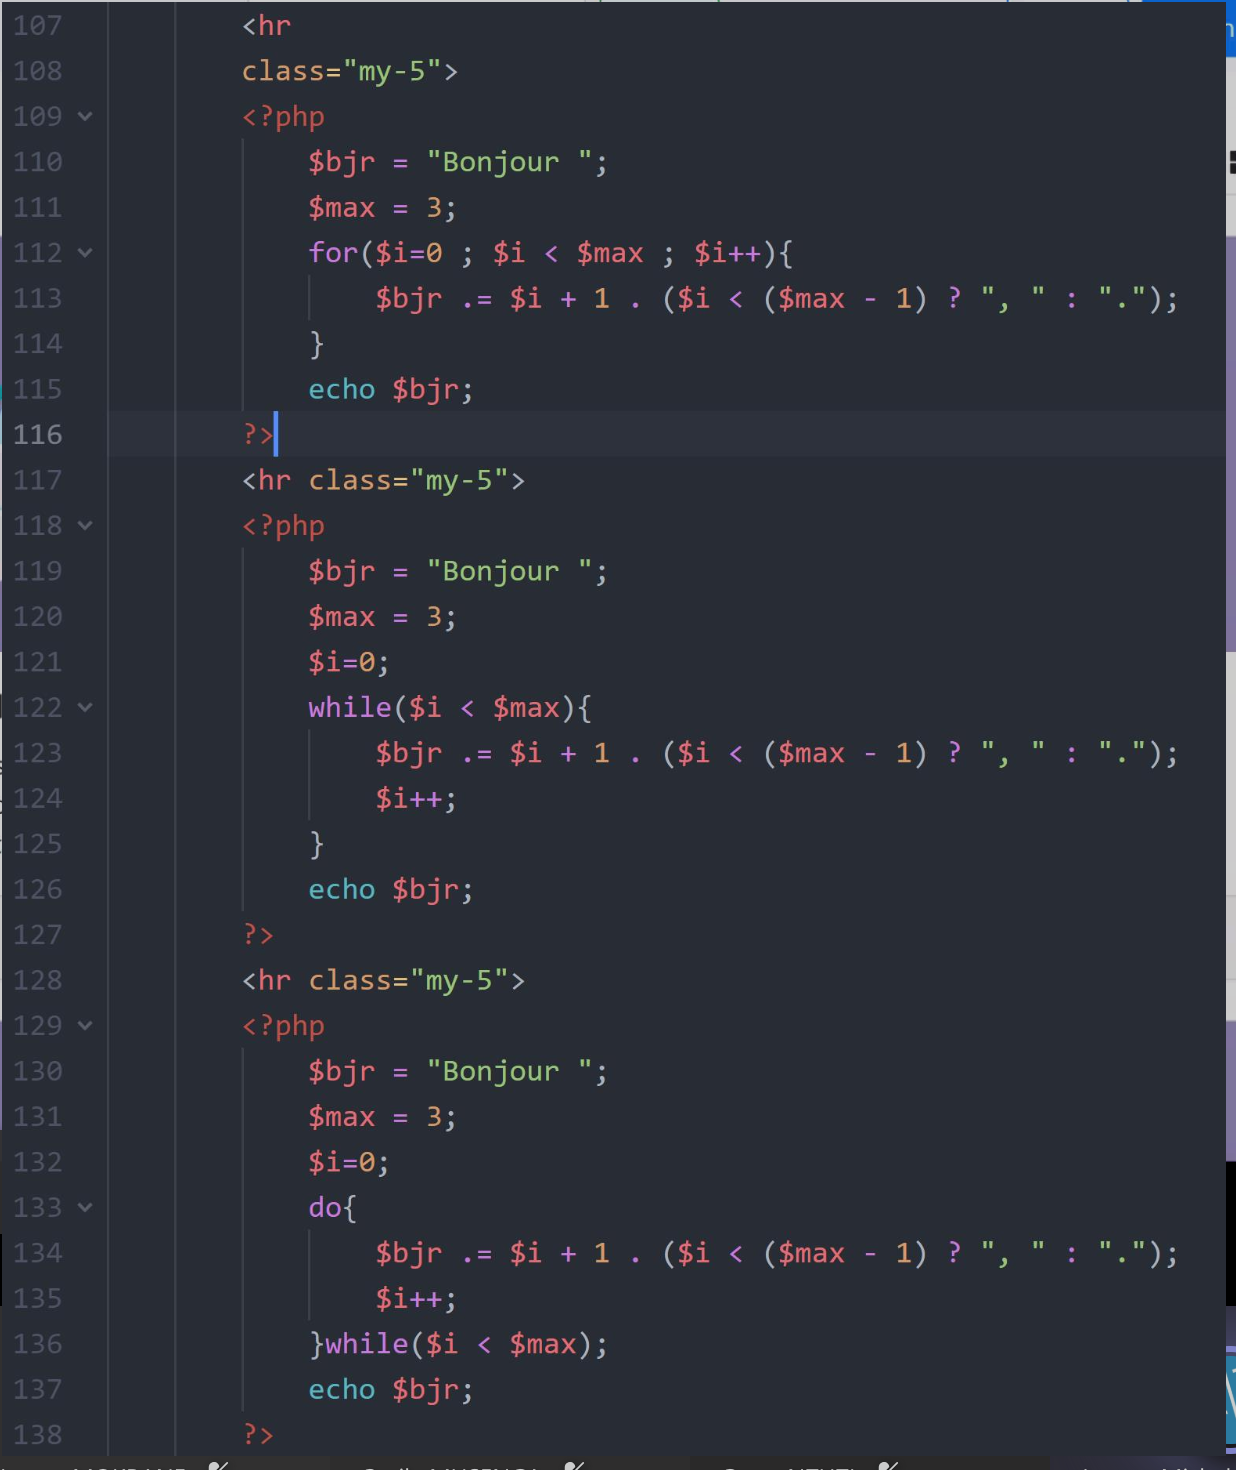 107 <hr
108 class="my-5">
109 <?php
110 $bjr = "Bonjour ";
111 $max = 3;
112 for($i=0 ; $i < $max ; $i++){
113 $bjr .= $i + 1 . ($i < ($max - 1) ? ", " : ".");
114 }
115 echo $bjr;
116 ?>
117 <hr class="my-5">
118 <?php
119 $bjr = "Bonjour ";
120 $max = 3;
121 $i=0;
122 while($i < $max){
123 $bjr .= $i + 1 . ($i < ($max - 1) ? ", " : ".");
124 $i++;
125 }
126 echo $bjr;
127 ?>
128 <hr class="my-5">
129 <?php
130 $bjr = "Bonjour ";
131 $max = 3;
132 $i=0;
133 do{
134 $bjr .= $i + 1 . ($i < ($max - 1) ? ", " : ".");
135 $i++;
136 }while($i < $max);
137 echo $bjr;
138 ?>